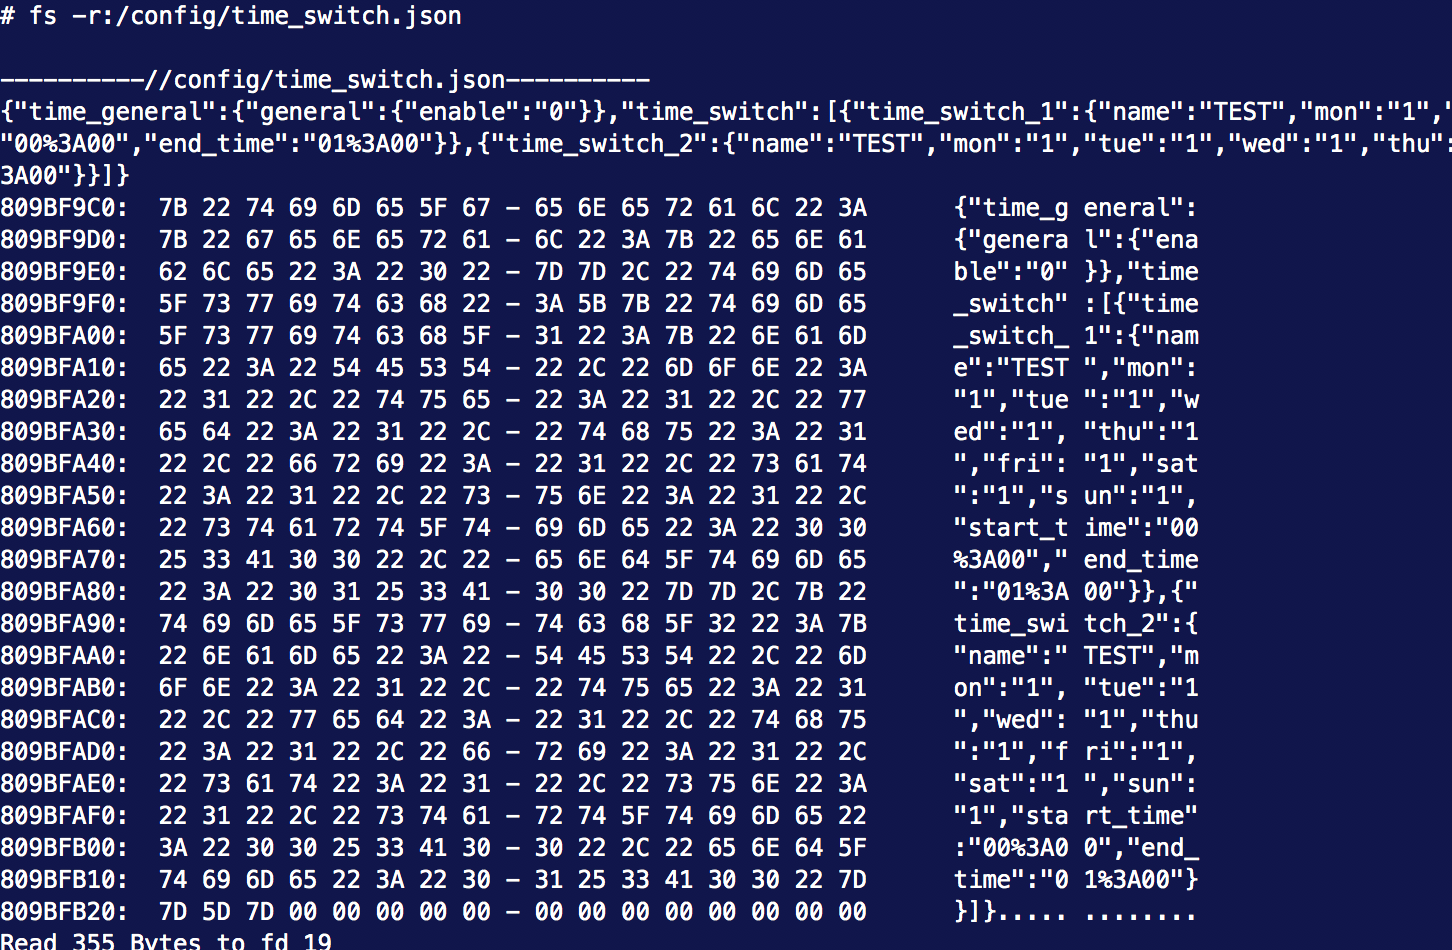 # fs -r:/config/time_switch.json
----------//config/time_switch.json----------
{"time_general":{"general":{"enable":"0"}},"time_switch":[{"time_switch_1":{"name":"TEST","mon":"1",
"00%3A00","end_time":"01%3A00"}},{"time_switch_2":{"name":"TEST","mon":"1","tue":"1","wed":"1","thu":
3A00"}}]}
809BF9C0:  7B 22 74 69 6D 65 5F 67 - 65 6E 65 72 61 6C 22 3A      {"time_g eneral":
809BF9D0:  7B 22 67 65 6E 65 72 61 - 6C 22 3A 7B 22 65 6E 61      {"genera l":{"ena
809BF9E0:  62 6C 65 22 3A 22 30 22 - 7D 7D 2C 22 74 69 6D 65      ble":"0" }},"time
809BF9F0:  5F 73 77 69 74 63 68 22 - 3A 5B 7B 22 74 69 6D 65      _switch" :[{"time
809BFA00:  5F 73 77 69 74 63 68 5F - 31 22 3A 7B 22 6E 61 6D      _switch_ 1":{"nam
809BFA10:  65 22 3A 22 54 45 53 54 - 22 2C 22 6D 6F 6E 22 3A      e":"TEST ","mon":
809BFA20:  22 31 22 2C 22 74 75 65 - 22 3A 22 31 22 2C 22 77      "1","tue ":"1","w
809BFA30:  65 64 22 3A 22 31 22 2C - 22 74 68 75 22 3A 22 31      ed":"1", "thu":"1
809BFA40:  22 2C 22 66 72 69 22 3A - 22 31 22 2C 22 73 61 74      ","fri": "1","sat
809BFA50:  22 3A 22 31 22 2C 22 73 - 75 6E 22 3A 22 31 22 2C      ":"1","s un":"1",
809BFA60:  22 73 74 61 72 74 5F 74 - 69 6D 65 22 3A 22 30 30      "start_t ime":"00
809BFA70:  25 33 41 30 30 22 2C 22 - 65 6E 64 5F 74 69 6D 65      %3A00"," end_time
809BFA80:  22 3A 22 30 31 25 33 41 - 30 30 22 7D 7D 2C 7B 22      ":"01%3A 00"}},{"
809BFA90:  74 69 6D 65 5F 73 77 69 - 74 63 68 5F 32 22 3A 7B      time_swi tch_2":{
809BFAA0:  22 6E 61 6D 65 22 3A 22 - 54 45 53 54 22 2C 22 6D      "name":" TEST","m
809BFAB0:  6F 6E 22 3A 22 31 22 2C - 22 74 75 65 22 3A 22 31      on":"1", "tue":"1
809BFAC0:  22 2C 22 77 65 64 22 3A - 22 31 22 2C 22 74 68 75      ","wed": "1","thu
809BFAD0:  22 3A 22 31 22 2C 22 66 - 72 69 22 3A 22 31 22 2C      ":"1","f ri":"1",
809BFAE0:  22 73 61 74 22 3A 22 31 - 22 2C 22 73 75 6E 22 3A      "sat":"1 ","sun":
809BFAF0:  22 31 22 2C 22 73 74 61 - 72 74 5F 74 69 6D 65 22      "1","sta rt_time"
809BFB00:  3A 22 30 30 25 33 41 30 - 30 22 2C 22 65 6E 64 5F      :"00%3A0 0","end_
809BFB10:  74 69 6D 65 22 3A 22 30 - 31 25 33 41 30 30 22 7D      time":"0 1%3A00"}
809BFB20:  7D 5D 7D 00 00 00 00 00 - 00 00 00 00 00 00 00 00      }]}..... ........
Read 355 Bytes to fd 19